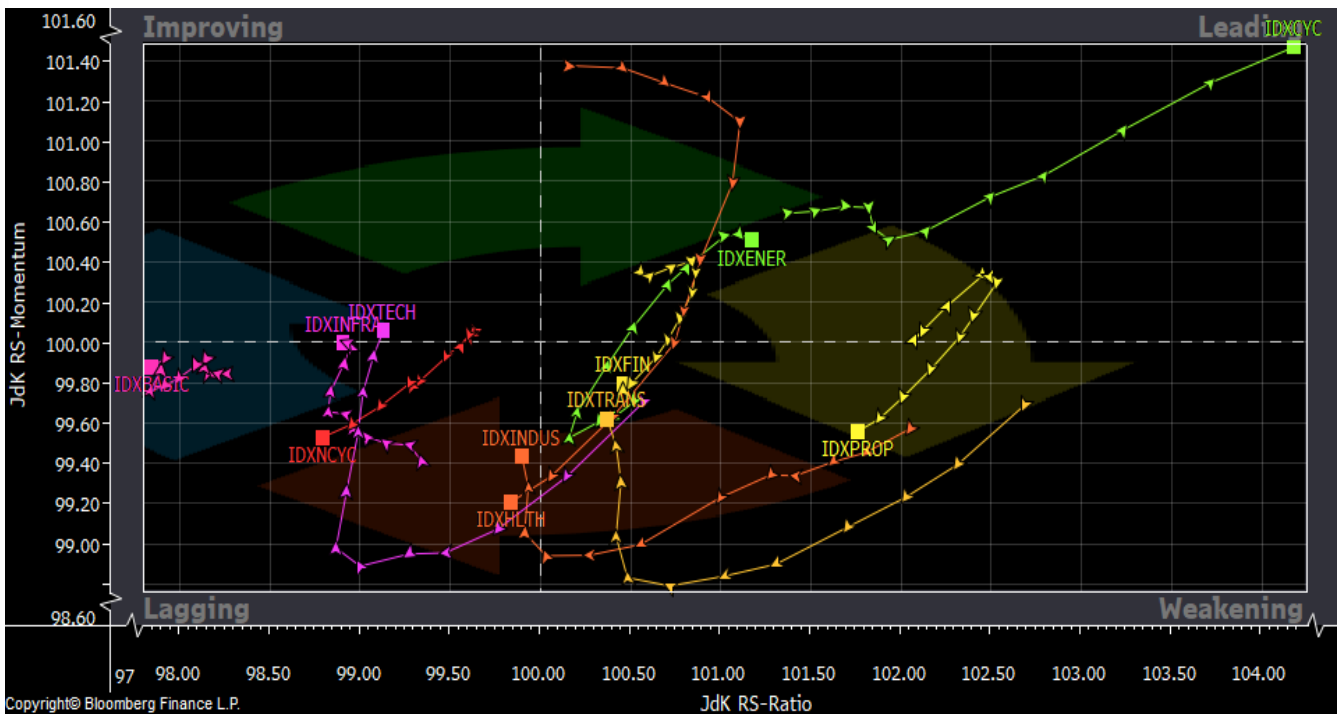 101.60
Improving
Leading
IDXCYC
101.40
101.20
101.00
100.80
100.60
100.40
IDXENER
100.20
IDXTECH
IDXINFRA
100.00
JdK RS-Momentum
IDXFIN
99.80
IDXBASIC
IDXTRANS
99.60
IDXINDUS
IDXPROP
IDXNCYC
99.40
99.20
IDXHLTH
99.00
98.60
Lagging
Weakening
97
98.00
98.50
99.00
99.50
100.00
100.50
101.00
101.50
102.00
102.50
103.00
103.50
104.00
Copyright© Bloomberg Finance L.P.
JdK RS-Ratio